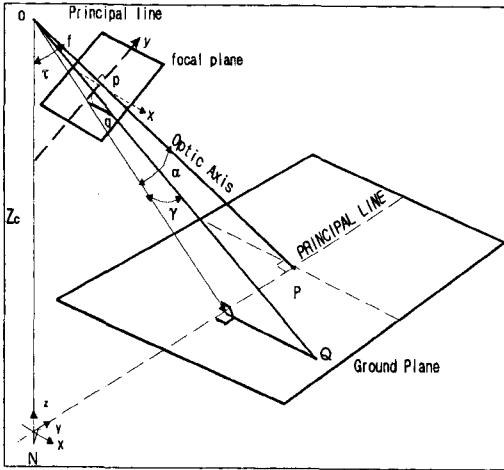 Principal line
O
f
y
focal plane
τ
p
x
q
Optic Axis
α
γ
Zc
PRINCIPAL LINE
P
Q
Ground Plane
z
y
x
N